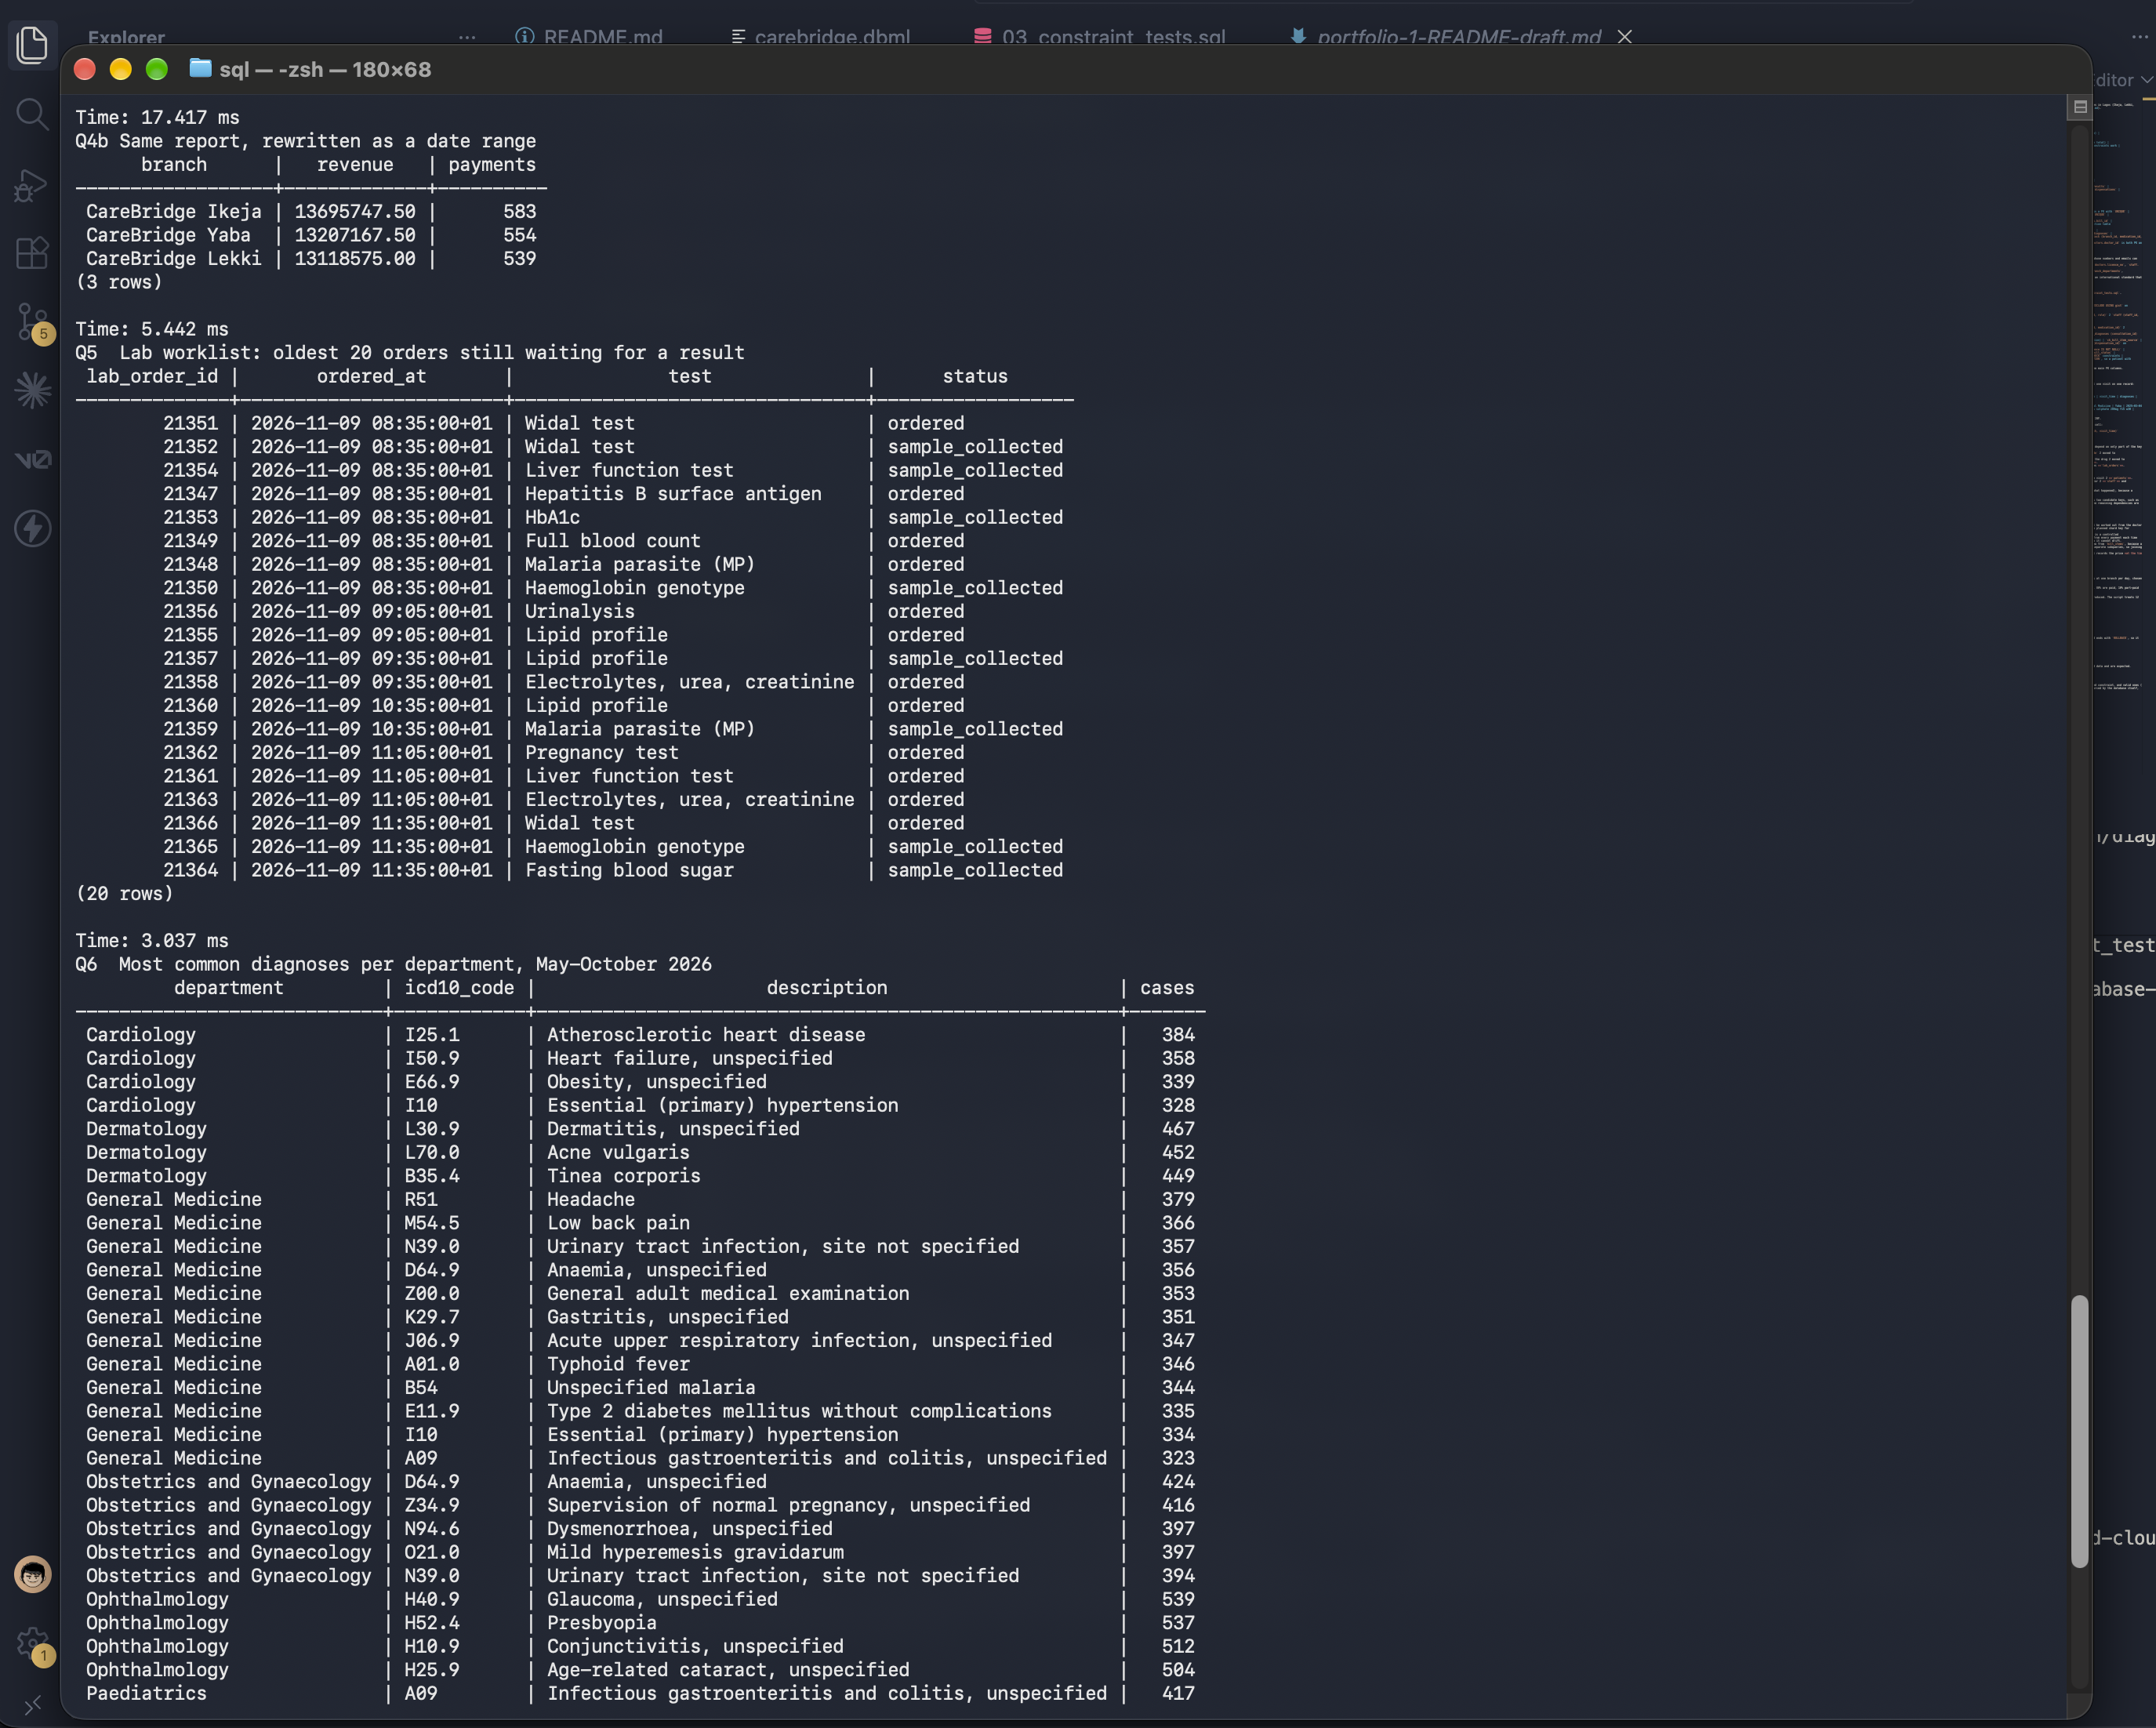 Explorer ... README.md carebridge.dbml 03_constraint_tests.sql portfolio-1-README-draft.md ...
sql — -zsh — 180×68
Editor
Time: 17.417 ms
Q4b Same report, rewritten as a date range
branch | revenue | payments
CareBridge Ikeja | 13695747.50 | 583
CareBridge Yaba | 13207167.50 | 554
CareBridge Lekki | 13118575.00 | 539
(3 rows)
Time: 5.442 ms
Q5 Lab worklist: oldest 20 orders still waiting for a result
lab_order_id | ordered_at | test | status
21351 | 2026-11-09 08:35:00+01 | Widal test | ordered
21352 | 2026-11-09 08:35:00+01 | Widal test | sample_collected
21354 | 2026-11-09 08:35:00+01 | Liver function test | sample_collected
21347 | 2026-11-09 08:35:00+01 | Hepatitis B surface antigen | ordered
21353 | 2026-11-09 08:35:00+01 | HbA1c | sample_collected
21349 | 2026-11-09 08:35:00+01 | Full blood count | ordered
21348 | 2026-11-09 08:35:00+01 | Malaria parasite (MP) | ordered
21350 | 2026-11-09 08:35:00+01 | Haemoglobin genotype | sample_collected
21356 | 2026-11-09 09:05:00+01 | Urinalysis | ordered
21355 | 2026-11-09 09:05:00+01 | Lipid profile | ordered
21357 | 2026-11-09 09:35:00+01 | Lipid profile | sample_collected
21358 | 2026-11-09 09:35:00+01 | Electrolytes, urea, creatinine | ordered
21360 | 2026-11-09 10:35:00+01 | Lipid profile | ordered
21359 | 2026-11-09 10:35:00+01 | Malaria parasite (MP) | sample_collected
21362 | 2026-11-09 11:05:00+01 | Pregnancy test | ordered
21361 | 2026-11-09 11:05:00+01 | Liver function test | ordered
21363 | 2026-11-09 11:05:00+01 | Electrolytes, urea, creatinine | ordered
21366 | 2026-11-09 11:35:00+01 | Widal test | ordered
21365 | 2026-11-09 11:35:00+01 | Haemoglobin genotype | sample_collected
21364 | 2026-11-09 11:35:00+01 | Fasting blood sugar | sample_collected
(20 rows)
Time: 3.037 ms
Q6 Most common diagnoses per department, May–October 2026
department | icd10_code | description | cases
Cardiology | I25.1 | Atherosclerotic heart disease | 384
Cardiology | I50.9 | Heart failure, unspecified | 358
Cardiology | E66.9 | Obesity, unspecified | 339
Cardiology | I10 | Essential (primary) hypertension | 328
Dermatology | L30.9 | Dermatitis, unspecified | 467
Dermatology | L70.0 | Acne vulgaris | 452
Dermatology | B35.4 | Tinea corporis | 449
General Medicine | R51 | Headache | 379
General Medicine | M54.5 | Low back pain | 366
General Medicine | N39.0 | Urinary tract infection, site not specified | 357
General Medicine | D64.9 | Anaemia, unspecified | 356
General Medicine | Z00.0 | General adult medical examination | 353
General Medicine | K29.7 | Gastritis, unspecified | 351
General Medicine | J06.9 | Acute upper respiratory infection, unspecified | 347
General Medicine | A01.0 | Typhoid fever | 346
General Medicine | B54 | Unspecified malaria | 344
General Medicine | E11.9 | Type 2 diabetes mellitus without complications | 335
General Medicine | I10 | Essential (primary) hypertension | 334
General Medicine | A09 | Infectious gastroenteritis and colitis, unspecified | 323
Obstetrics and Gynaecology | D64.9 | Anaemia, unspecified | 424
Obstetrics and Gynaecology | Z34.9 | Supervision of normal pregnancy, unspecified | 416
Obstetrics and Gynaecology | N94.6 | Dysmenorrhoea, unspecified | 397
Obstetrics and Gynaecology | O21.0 | Mild hyperemesis gravidarum | 397
Obstetrics and Gynaecology | N39.0 | Urinary tract infection, site not specified | 394
Ophthalmology | H40.9 | Glaucoma, unspecified | 539
Ophthalmology | H52.4 | Presbyopia | 537
Ophthalmology | H10.9 | Conjunctivitis, unspecified | 512
Ophthalmology | H25.9 | Age-related cataract, unspecified | 504
Paediatrics | A09 | Infectious gastroenteritis and colitis, unspecified | 417
5
v0
1
n/diag
t_test
abase-
d-clou